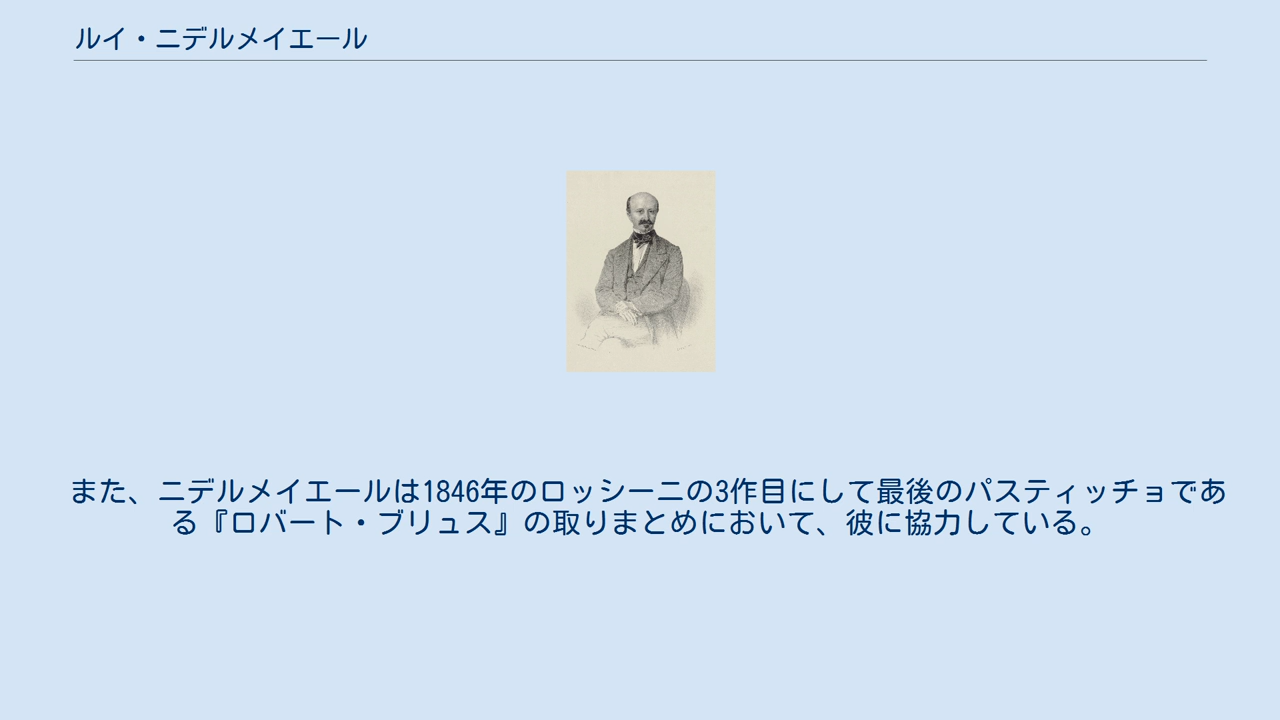 ルイ・ニデルメイエール
また、ニデルメイエールは1846年のロッシーニの3作目にして最後のパスティッチョであ
る『ロバート・ブリュス』の取りまとめにおいて、彼に協力している。